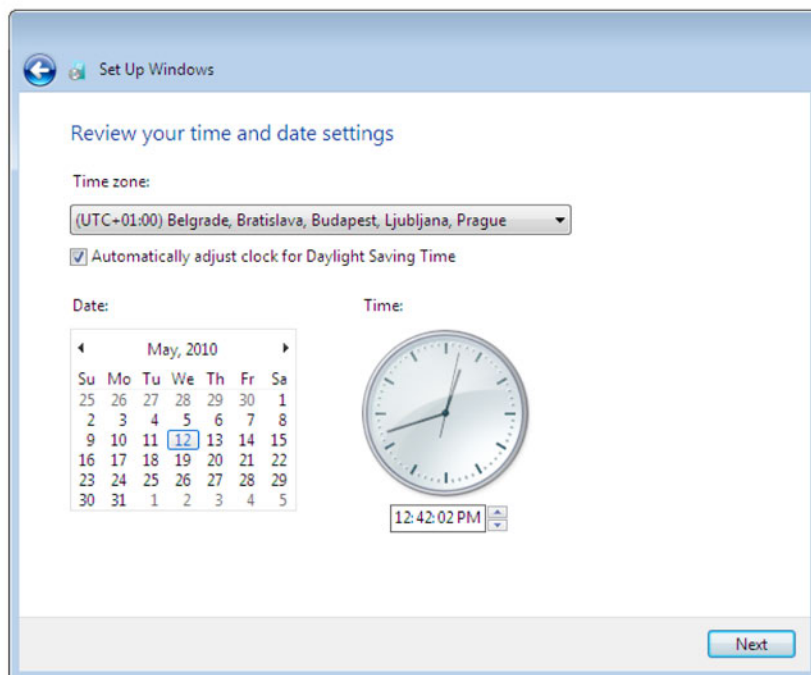 Set Up Windows
Review your time and date settings
Time zone:
(UTC+01:00) Belgrade, Bratislava, Budapest, Ljubljana, Prague
Automatically adjust clock for Daylight Saving Time
Date:
Time:
May, 2010
Su Mo Tu We Th Fr Sa
25 26 27 28 29 30 1
2 3 4 5 6 7 8
9 10 11 12 13 14 15
16 17 18 19 20 21 22
23 24 25 26 27 28 29
30 31 1 2 3 4 5
12:42:02 PM
Next